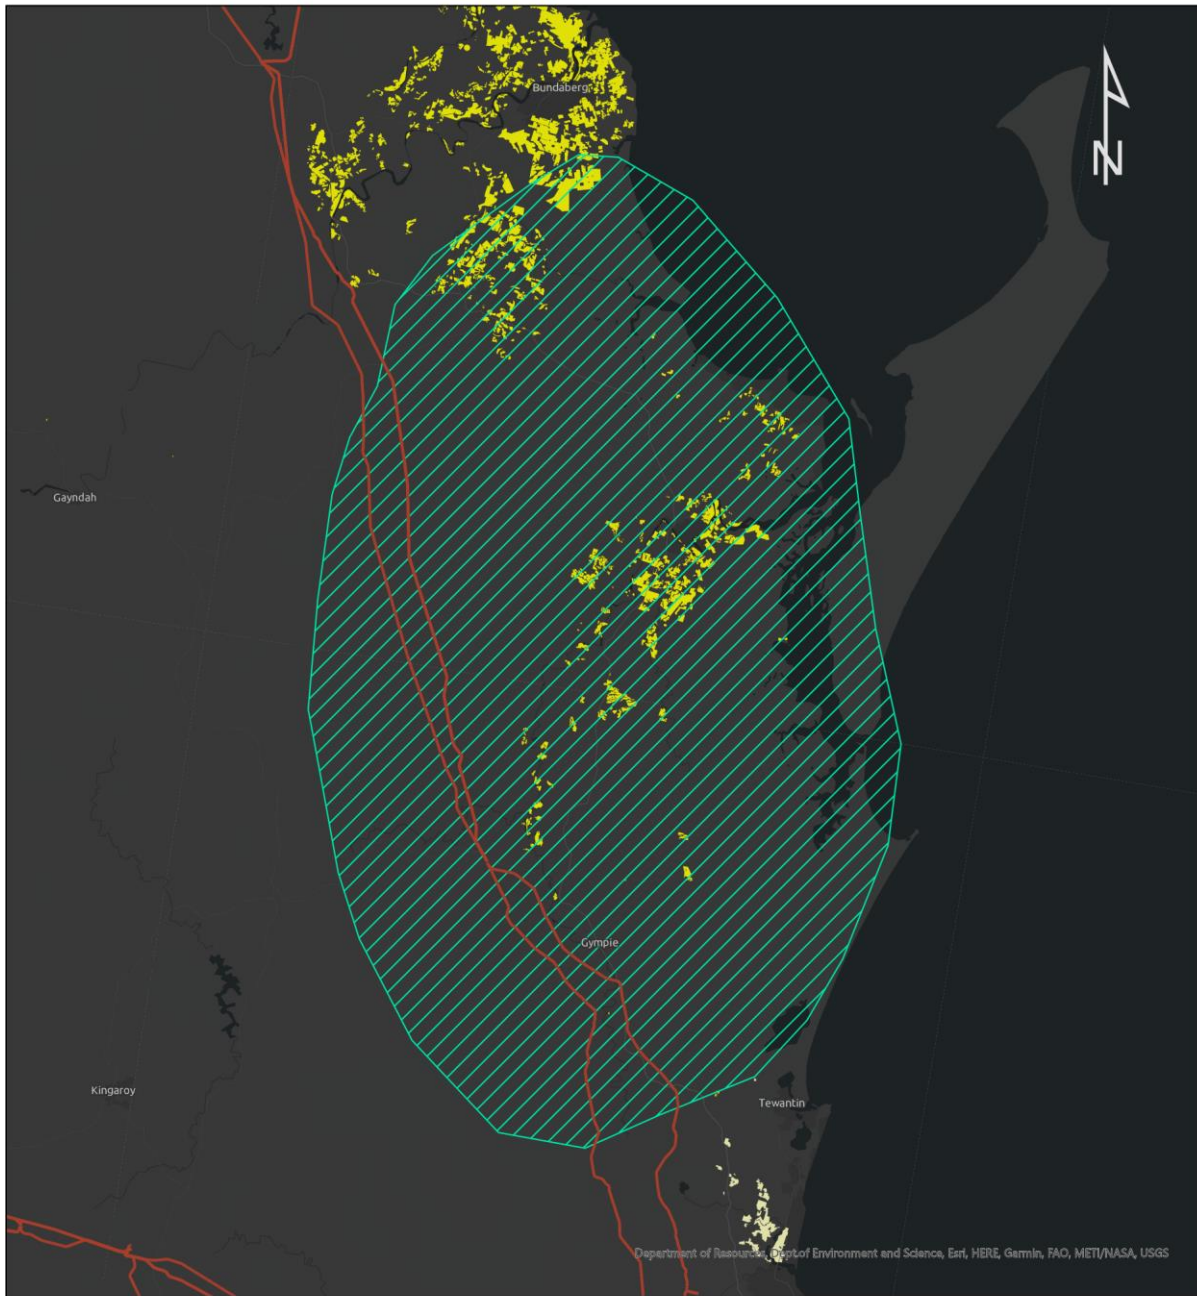 Bundaberg
N
Gayndah
Gympie
Kingaroy
Tewantin
Department of Resources, Dept.of Environment and Science, Esri, HERE, Garmin, FAO, METI/NASA, USGS